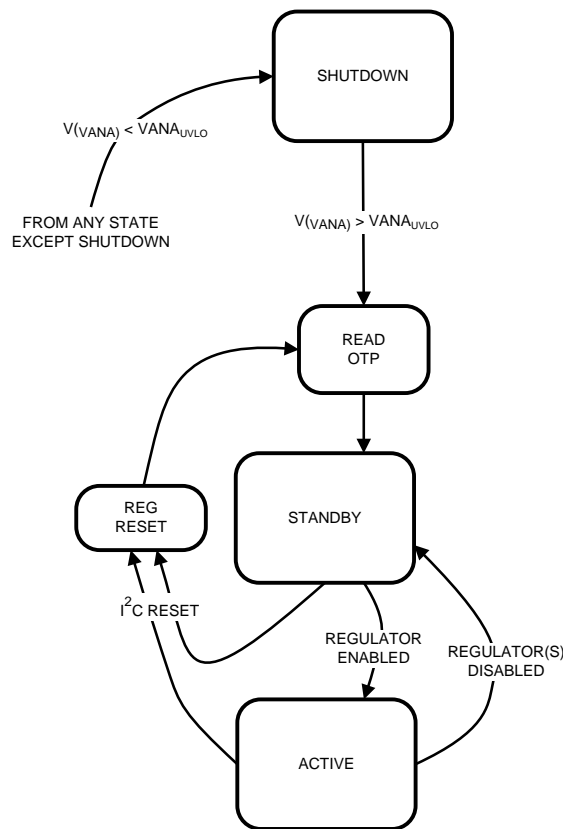 SHUTDOWN
V(VANA) < VANAUVLO
FROM ANY STATE
EXCEPT SHUTDOWN
V(VANA) > VANAUVLO
READ
OTP
REG
RESET
STANDBY
I2C RESET
REGULATOR
ENABLED
REGULATOR(S)
DISABLED
ACTIVE